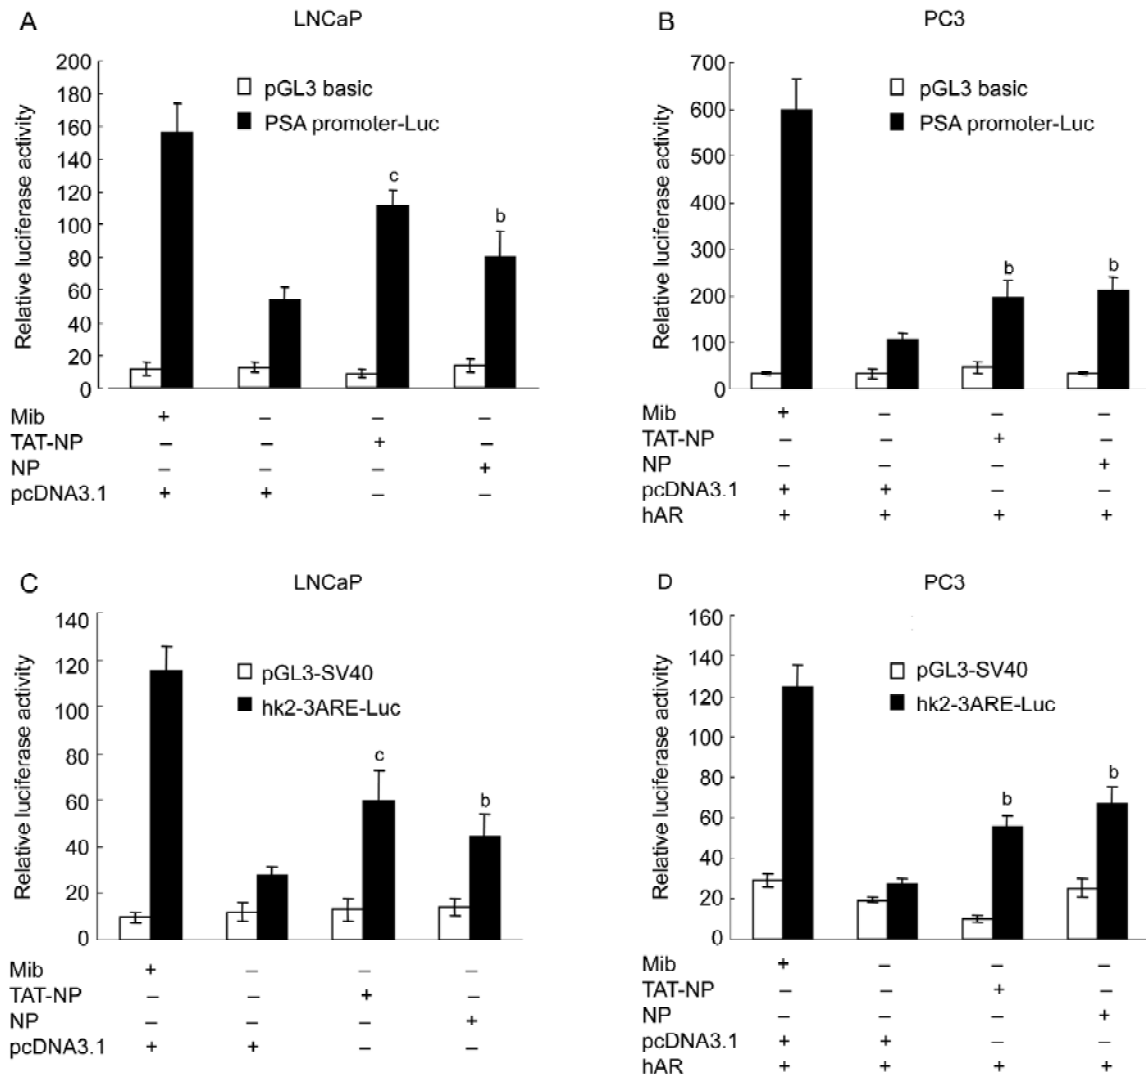 A
LNCaP
Relative luciferase activity
200
180
160
140
120
100
80
60
40
20
0
pGL3 basic
PSA promoter-Luc
c
b
Mib + – – –
TAT-NP – – + –
NP – – – +
pcDNA3.1 + + – –
B
PC3
Relative luciferase activity
700
600
500
400
300
200
100
0
pGL3 basic
PSA promoter-Luc
b
b
Mib + – – –
TAT-NP – – + –
NP – – – +
pcDNA3.1 + + – –
hAR + + + +
C
LNCaP
Relative luciferase activity
140
120
100
80
60
40
20
0
pGL3-SV40
hk2-3ARE-Luc
c
b
Mib + – – –
TAT-NP – – + –
NP – – – +
pcDNA3.1 + + – –
D
PC3
Relative luciferase activity
160
140
120
100
80
60
40
20
0
pGL3-SV40
hk2-3ARE-Luc
b
b
Mib + – – –
TAT-NP – – + –
NP – – – +
pcDNA3.1 + + – –
hAR + + + +